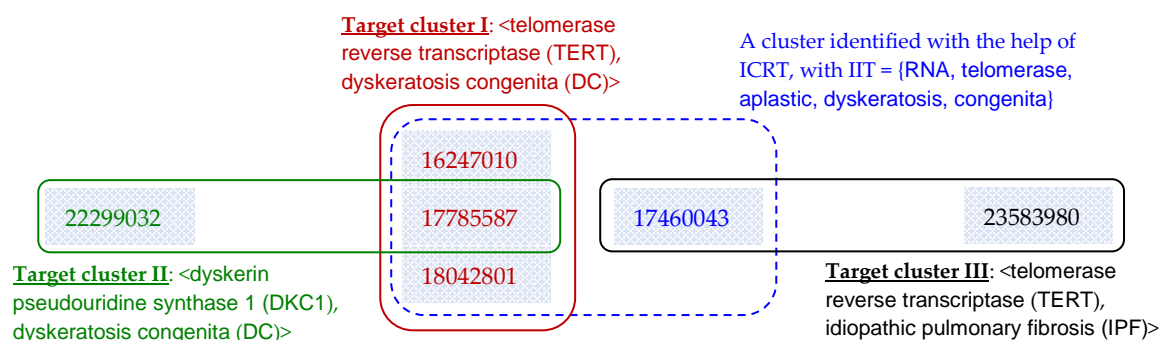 Target cluster I: <telomerase
reverse transcriptase (TERT),
dyskeratosis congenita (DC)>
A cluster identified with the help of
ICRT, with IIT = {RNA, telomerase,
aplastic, dyskeratosis, congenita}
16247010
22299032
17785587
17460043
23583980
18042801
Target cluster II: <dyskerin
pseudouridine synthase 1 (DKC1),
dyskeratosis congenita (DC)>
Target cluster III: <telomerase
reverse transcriptase (TERT),
idiopathic pulmonary fibrosis (IPF)>